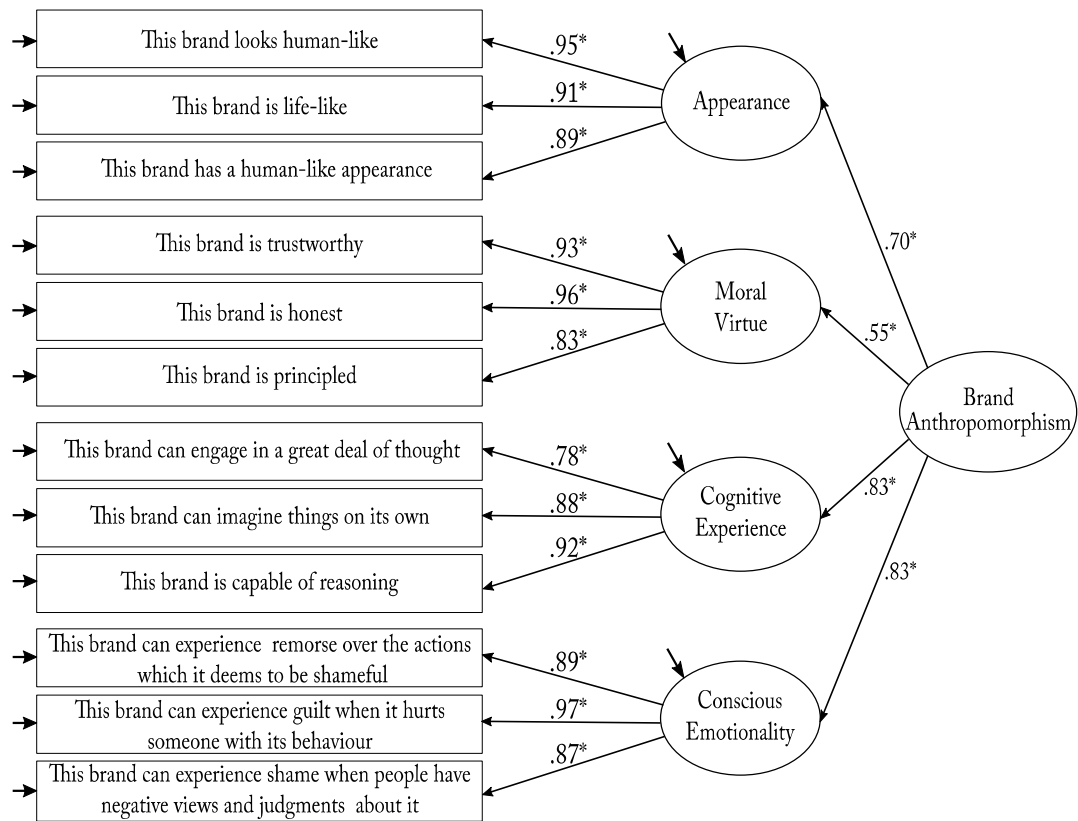 This brand looks human-like
.95*
This brand is life-like
.91*
Appearance
This brand has a human-like appearance
.89*
.70*
This brand is trustworthy
.93*
This brand is honest
.96*
Moral
Virtue
This brand is principled
.83*
.55*
Brand
Anthropomorphism
This brand can engage in a great deal of thought
.78*
This brand can imagine things on its own
.88*
Cognitive
Experience
This brand is capable of reasoning
.92*
.83*
.83*
This brand can experience remorse over the actions
which it deems to be shameful
.89*
This brand can experience guilt when it hurts
someone with its behaviour
.97*
Conscious
Emotionality
This brand can experience shame when people have
negative views and judgments about it
.87*